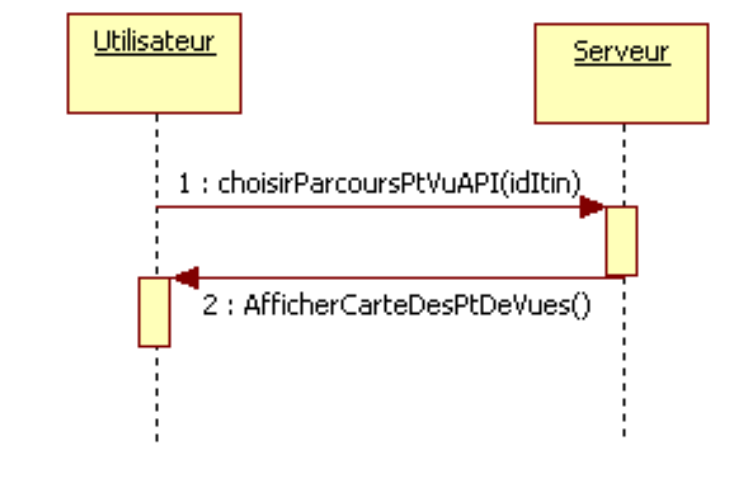 Utilisateur
Serveur
1 : choisirParcoursPtVuAPI(idItin)
2 : AfficherCarteDesPtDeVues()